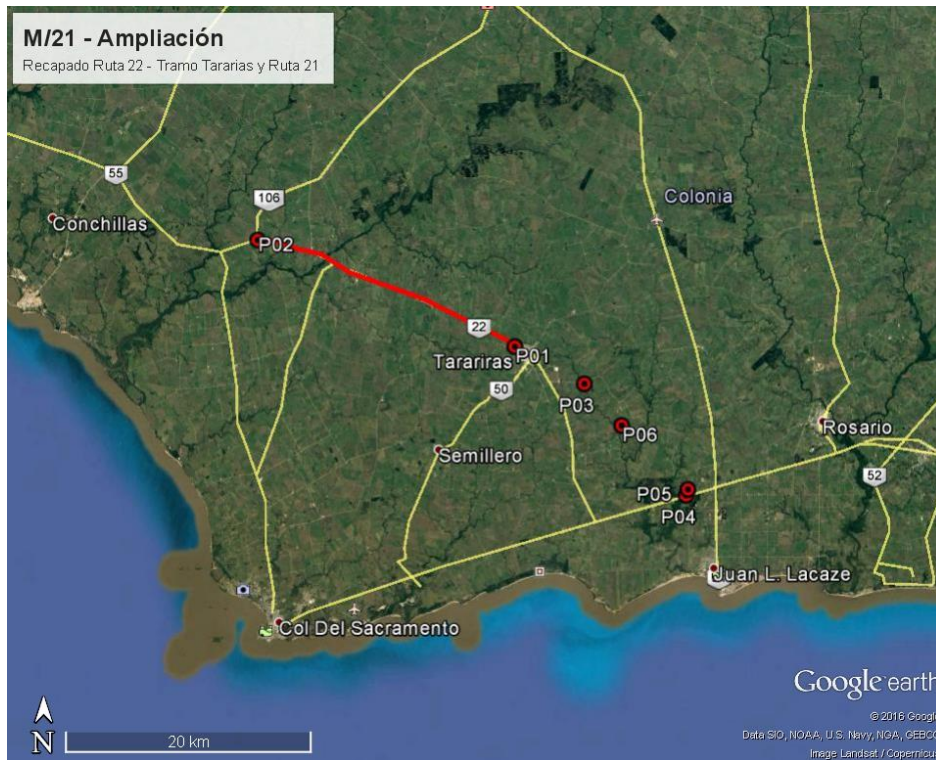 M/21 - Ampliación
Recapado Ruta 22 - Tramo Tararias y Ruta 21
55
106
Colonia
Conchillas
P02
22
P01
Tarariras
50
P03
P06
Rosario
Semillero
52
P05
P04
Juan L. Lacaze
Col Del Sacramento
Google earth
© 2016 Google
N
20 km
Data SIO, NOAA, U.S. Navy, NGA, GEBCO
Image Landsat / Copernicus